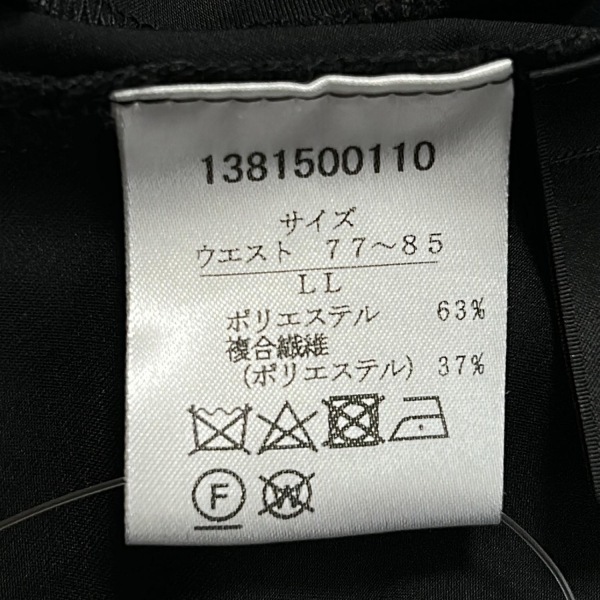 1381500110
サイズ
ウエスト 77～85
LL
ポリエステル 63%
複合繊維
(ポリエステル) 37%
F W